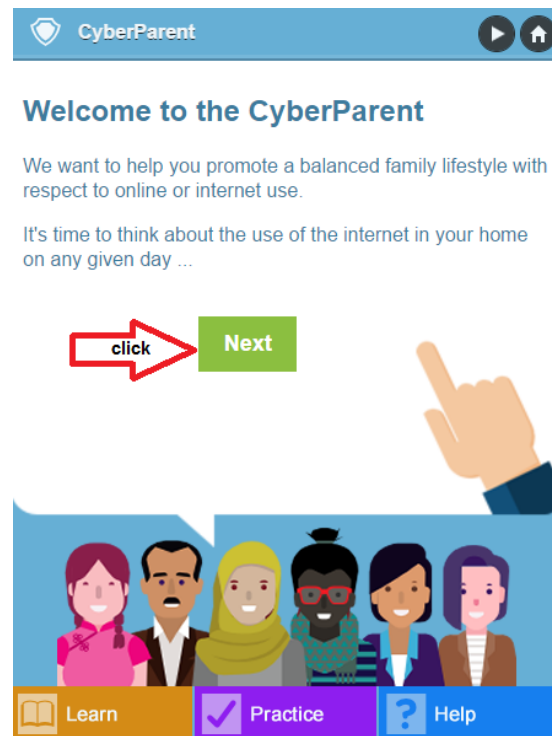 CyberParent
Welcome to the CyberParent
We want to help you promote a balanced family lifestyle with
respect to online or internet use.
It's time to think about the use of the internet in your home
on any given day ...
click
Next
Learn
Practice
?
Help